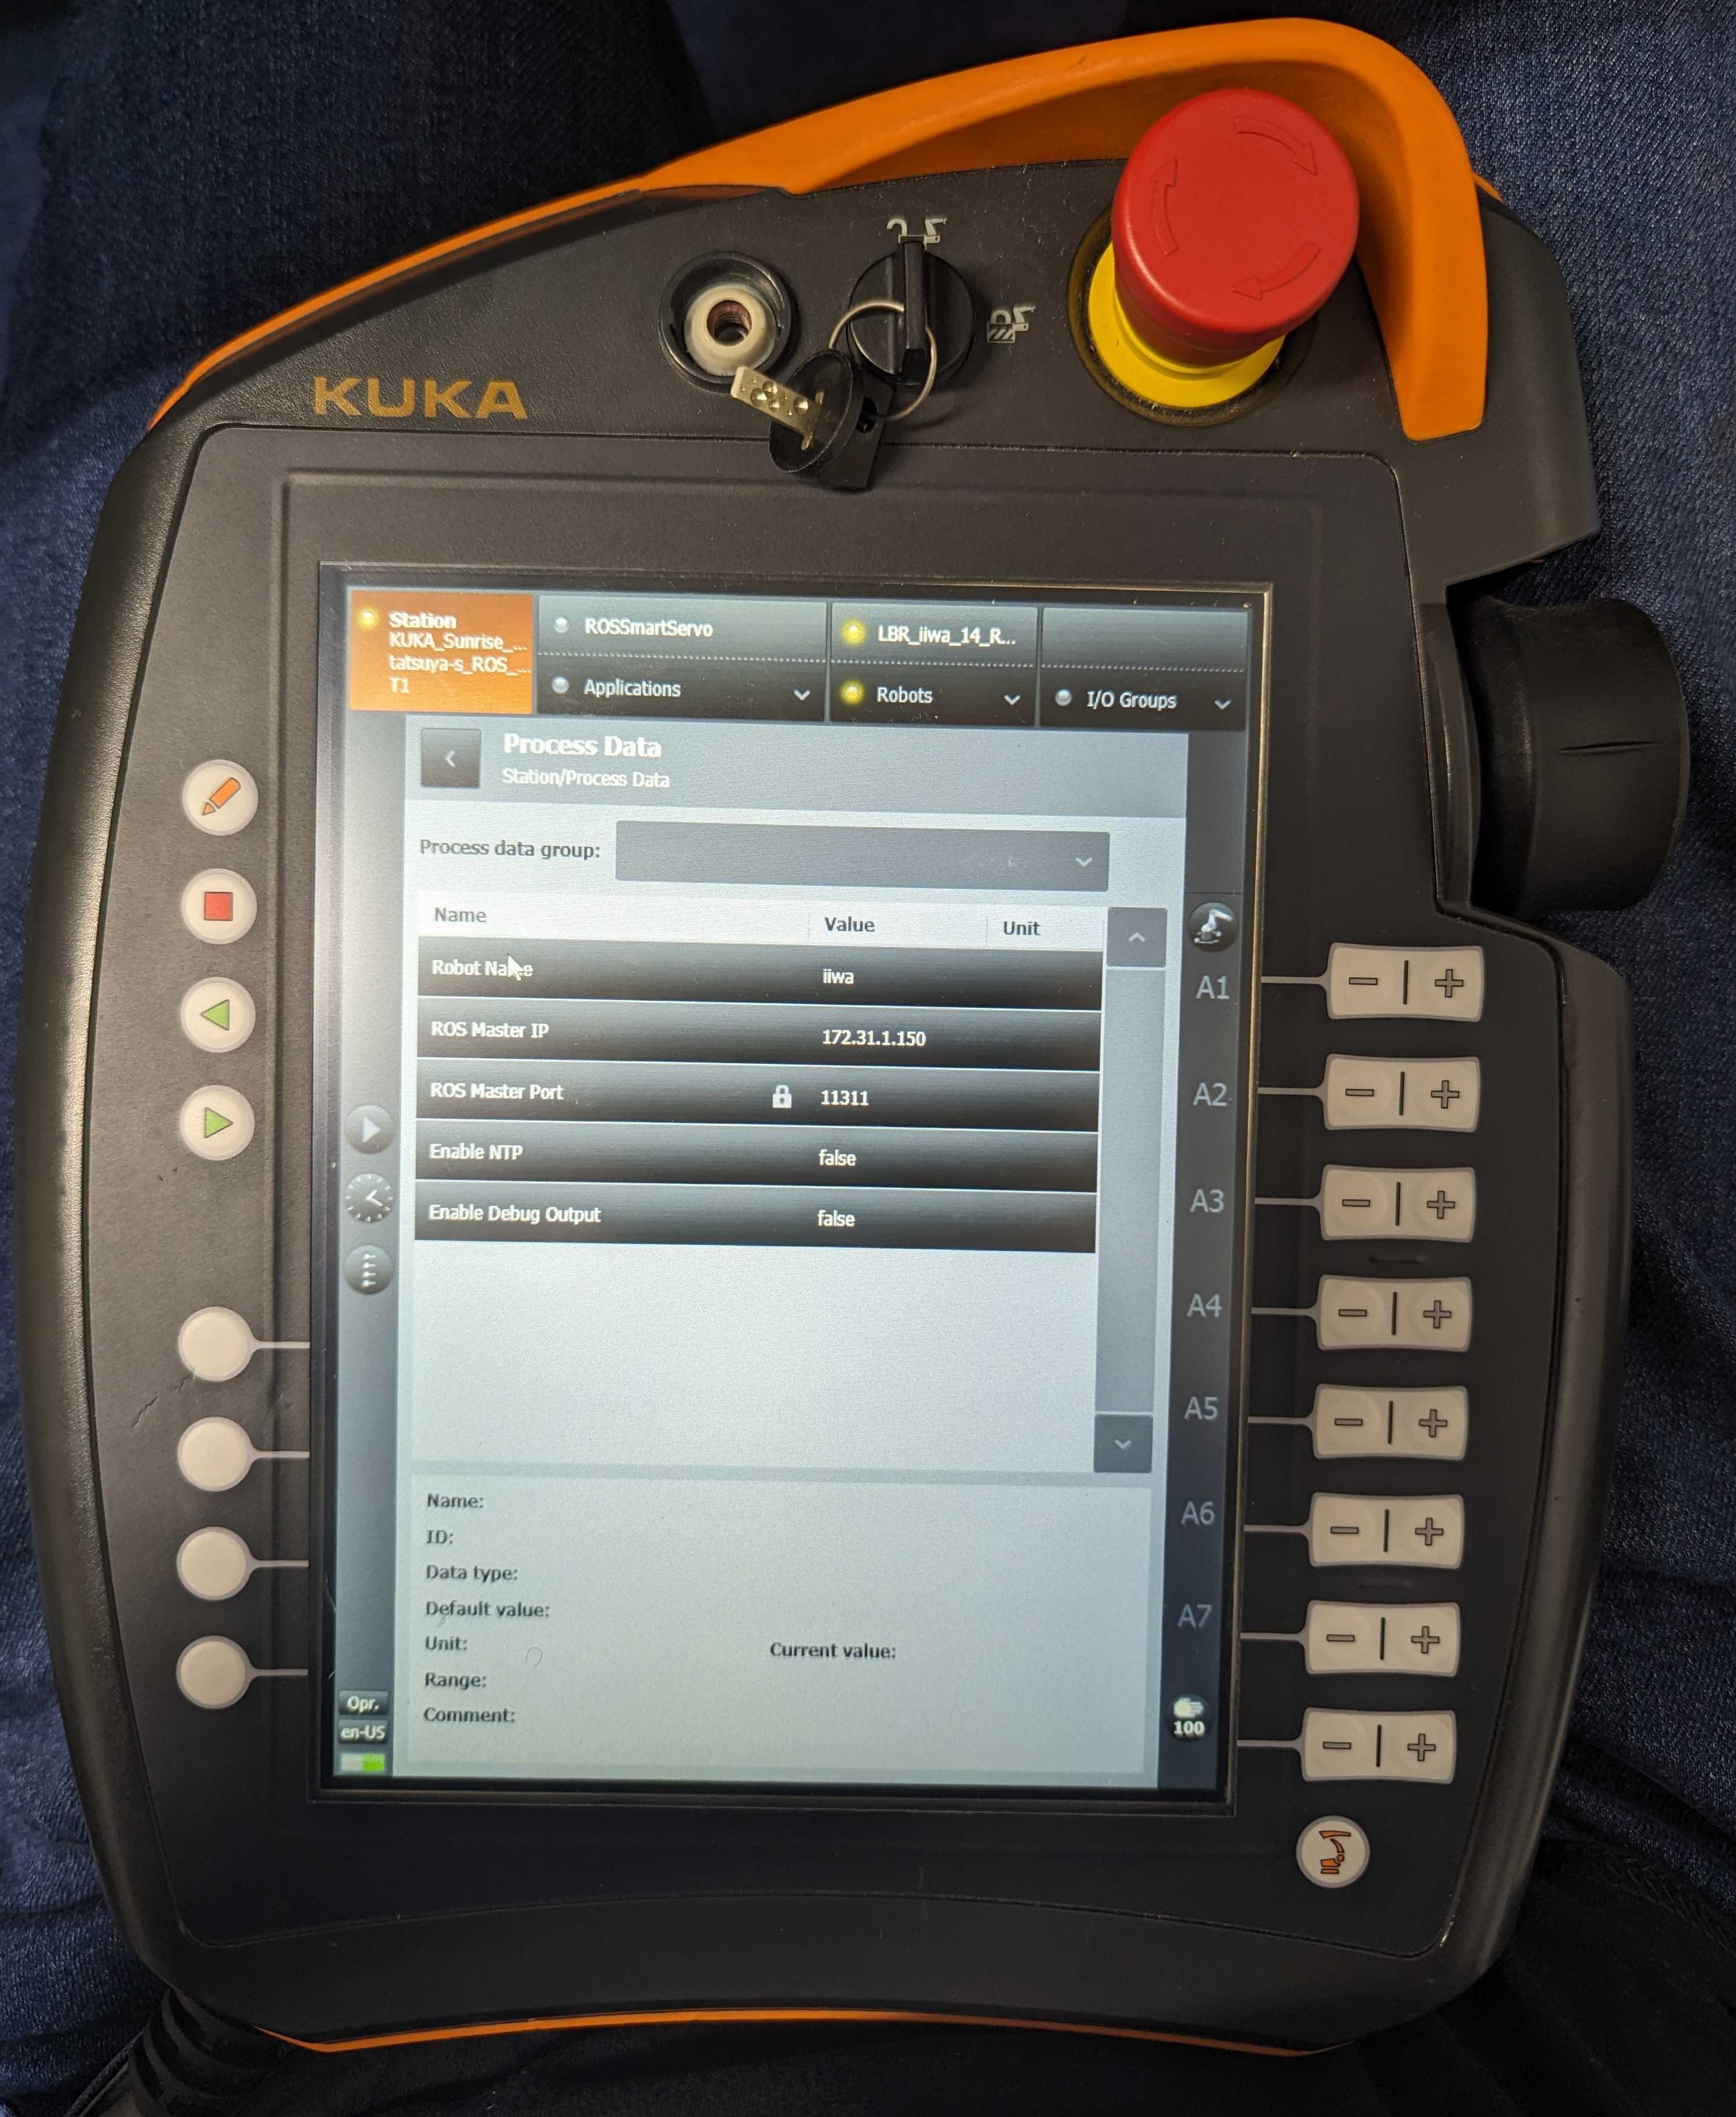 KUKA
Station
KUKA_Sunrise_...
tatsuya-s_ROS_...
T1
ROSSmartServo
Applications
LBR_iiwa_14_R...
Robots
I/O Groups
Process Data
Station/Process Data
Process data group:
Name Value Unit
Robot Name iiwa
ROS Master IP 172.31.1.150
ROS Master Port 11311
Enable NTP false
Enable Debug Output false
A1
A2
A3
A4
A5
A6
A7
Name:
ID:
Data type:
Default value:
Unit:
Current value:
Range:
Comment:
Opr.
en-US
100